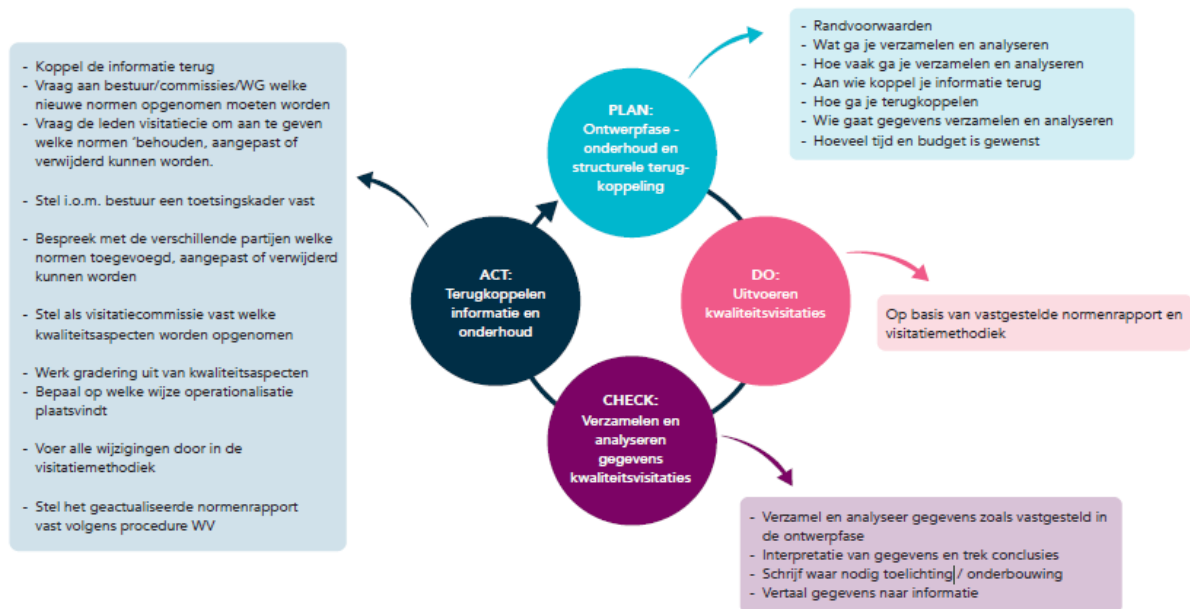 - Koppel de informatie terug
- Vraag aan bestuur/commissies/WG welke
nieuwe normen opgenomen moeten worden
- Vraag de leden visitatiecie om aan te geven
welke normen ‘behouden, aangepast of
verwijderd kunnen worden.
- Stel i.o.m. bestuur een toetsingskader vast
- Bespreek met de verschillende partijen welke
normen toegevoegd, aangepast of verwijderd
kunnen worden
- Stel als visitatiecommissie vast welke
kwaliteitsaspecten worden opgenomen
- Werk gradering uit van kwaliteitsaspecten
- Bepaal op welke wijze operationalisatie
plaatsvindt
- Voer alle wijzigingen door in de
visitatiemethodiek
- Stel het geactualiseerde normenrapport
vast volgens procedure WV
PLAN:
Ontwerpfase -
onderhoud en
structurele terug-
koppeling
- Randvoorwaarden
- Wat ga je verzamelen en analyseren
- Hoe vaak ga je verzamelen en analyseren
- Aan wie koppel je informatie terug
- Hoe ga je terugkoppelen
- Wie gaat gegevens verzamelen en analyseren
- Hoeveel tijd en budget is gewenst
ACT:
Terugkoppelen
informatie en
onderhoud
DO:
Uitvoeren
kwaliteitsvisitaties
Op basis van vastgestelde normenrapport en
visitatiemethodiek
CHECK:
Verzamelen en
analyseren
gegevens
kwaliteitsvisitaties
- Verzamel en analyseer gegevens zoals vastgesteld in
de ontwerpfase
- Interpretatie van gegevens en trek conclusies
- Schrijf waar nodig toelichting / onderbouwing
- Vertaal gegevens naar informatie